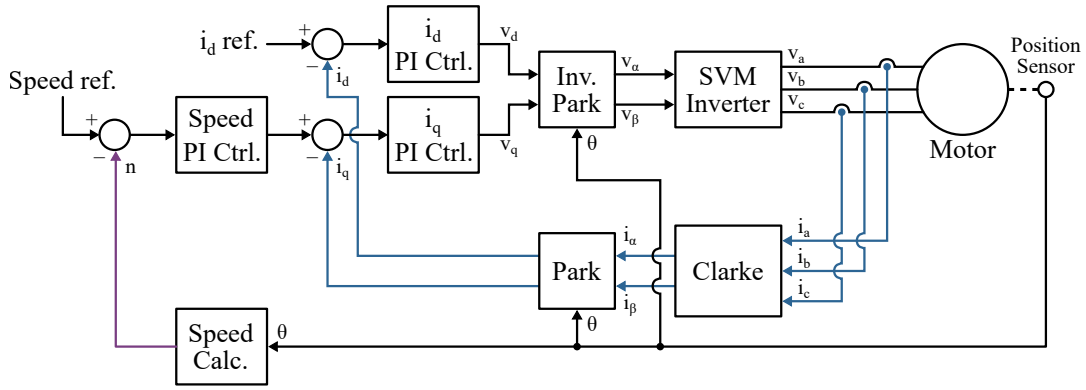 i_d ref.
+
−
i_d
i_d
PI Ctrl.
v_d
Speed ref.
+
−
n
Speed
PI Ctrl.
+
−
i_q
i_q
PI Ctrl.
v_q
Inv.
Park
θ
v_α
v_β
SVM
Inverter
v_a
v_b
v_c
Motor
Position
Sensor
i_a
i_b
i_c
Clarke
i_α
i_β
Park
θ
Speed
Calc.
θ